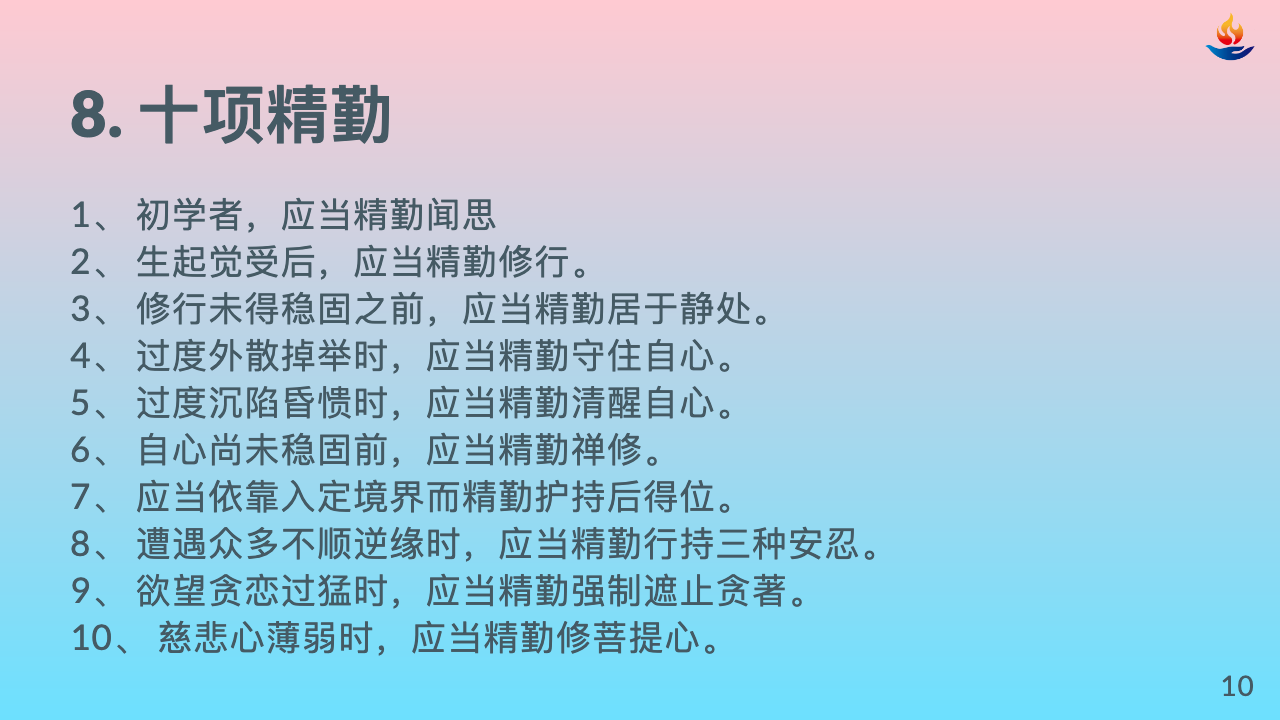 8. 十项精勤
1、 初学者，应当精勤闻思
2、 生起觉受后，应当精勤修行。
3、 修行未得稳固之前，应当精勤居于静处。
4、 过度外散掉举时，应当精勤守住自心。
5、 过度沉陷昏愦时，应当精勤清醒自心。
6、 自心尚未稳固前，应当精勤禅修。
7、 应当依靠入定境界而精勤护持后得位。
8、 遭遇众多不顺逆缘时，应当精勤行持三种安忍。
9、 欲望贪恋过猛时，应当精勤强制遮止贪著。
10、 慈悲心薄弱时，应当精勤修菩提心。
10